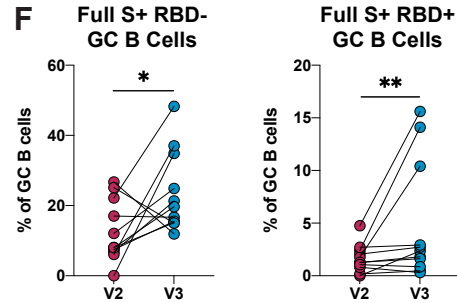 F
Full S+ RBD-
GC B Cells
% of GC B cells
60
40
20
0
*
V2
V3
Full S+ RBD+
GC B Cells
% of GC B cells
20
15
10
5
0
**
V2
V3